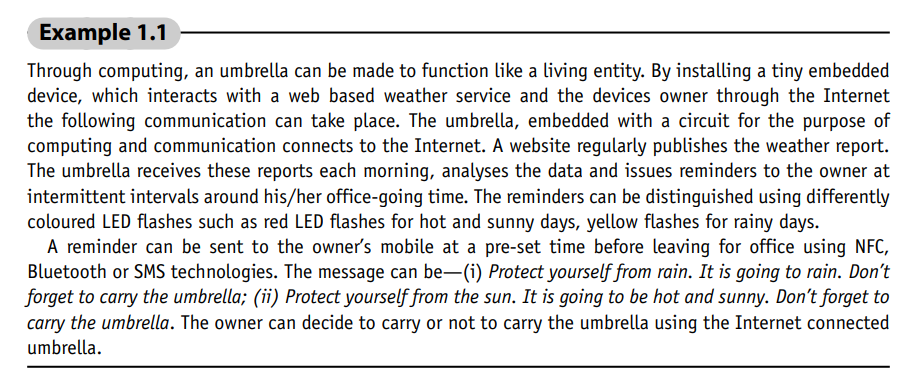 Example 1.1
Through computing, an umbrella can be made to function like a living entity. By installing a tiny embedded
device, which interacts with a web based weather service and the devices owner through the Internet
the following communication can take place. The umbrella, embedded with a circuit for the purpose of
computing and communication connects to the Internet. A website regularly publishes the weather report.
The umbrella receives these reports each morning, analyses the data and issues reminders to the owner at
intermittent intervals around his/her office-going time. The reminders can be distinguished using differently
coloured LED flashes such as red LED flashes for hot and sunny days, yellow flashes for rainy days.
A reminder can be sent to the owner's mobile at a pre-set time before leaving for office using NFC,
Bluetooth or SMS technologies. The message can be—(i) Protect yourself from rain. It is going to rain. Don't
forget to carry the umbrella; (ii) Protect yourself from the sun. It is going to be hot and sunny. Don't forget to
carry the umbrella. The owner can decide to carry or not to carry the umbrella using the Internet connected
umbrella.